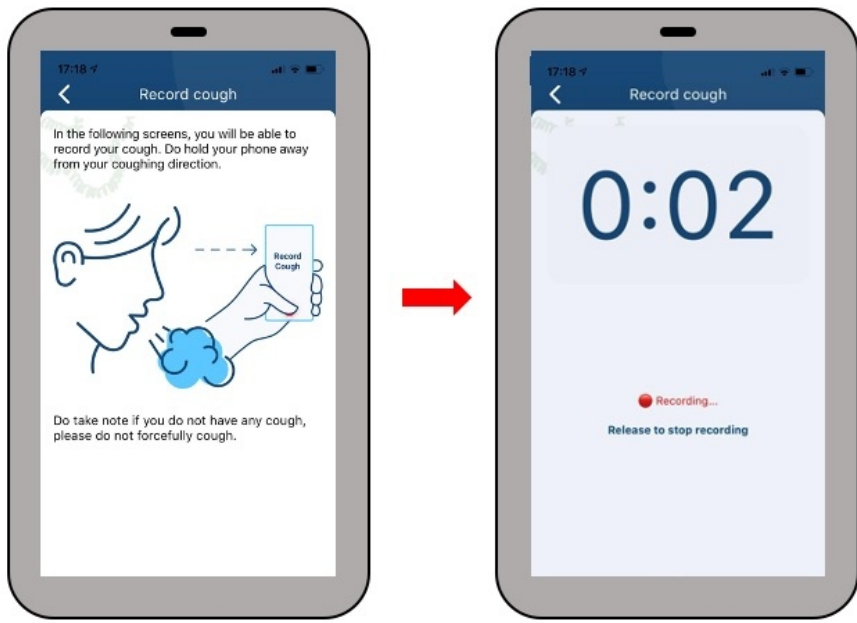 17:18
Record cough
In the following screens, you will be able to
record your cough. Do hold your phone away
from your coughing direction.
Record
Cough
Do take note if you do not have any cough,
please do not forcefully cough.
17:18
Record cough
0:02
Recording...
Release to stop recording